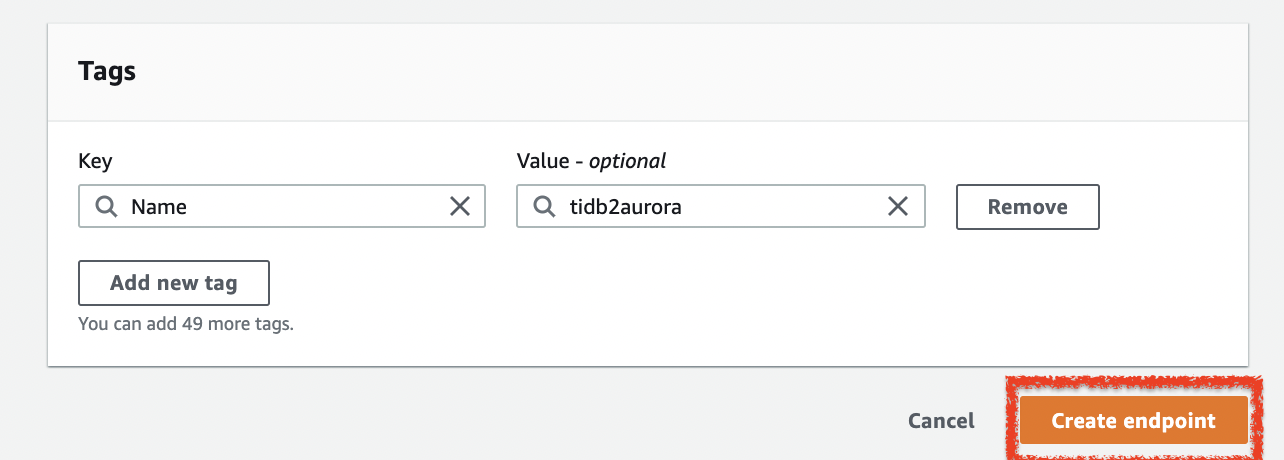 Tags
Key
Value - optional
Name
tidb2aurora
Remove
Add new tag
You can add 49 more tags.
Cancel
Create endpoint